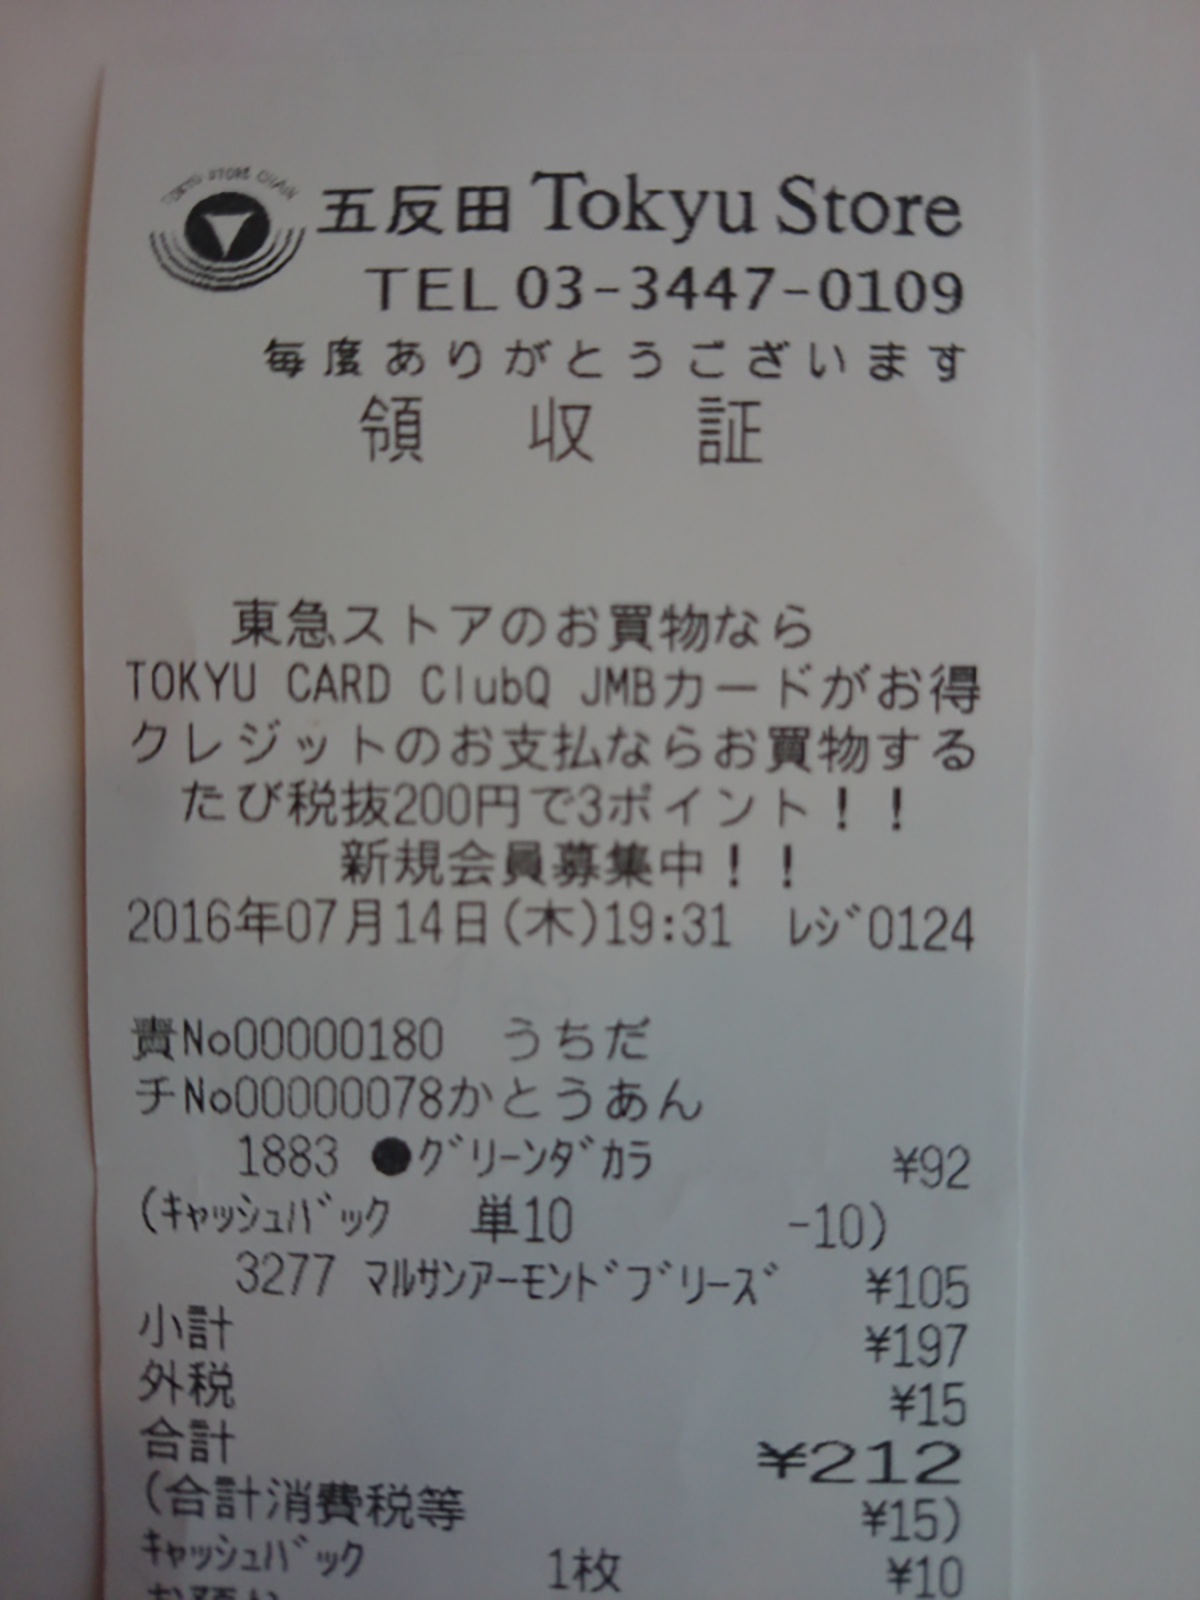 TOKYU STORE CHAIN
五反田 Tokyu Store
TEL 03-3447-0109
毎度ありがとうございます
領収証
東急ストアのお買物なら
TOKYU CARD ClubQ JMBカードがお得
クレジットのお支払ならお買物する
たび税抜200円で3ポイント！！
新規会員募集中！！
2016年07月14日(木)19:31 ﾚｼﾞ0124
責No00000180 うちだ
チNo00000078かとうあん
1883 ●ｸﾞﾘｰﾝﾀﾞｶﾗ ¥92
(ｷｬｯｼｭﾊﾞｯｸ 単10 -10)
3277 ﾏﾙｻﾝｱｰﾓﾝﾄﾞﾌﾞﾘｰｽﾞ ¥105
小計 ¥197
外税 ¥15
合計 ¥212
(合計消費税等 ¥15)
ｷｬｯｼｭﾊﾞｯｸ 1枚 ¥10